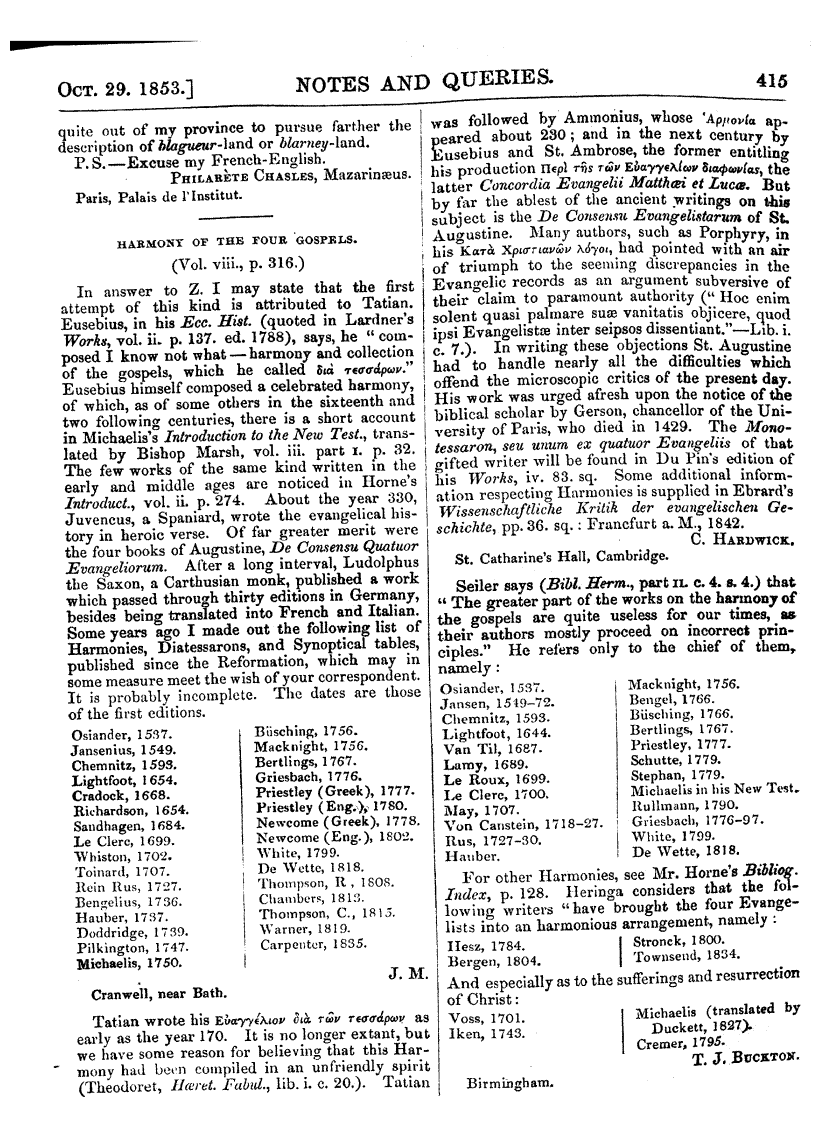 OCT. 29. 1853.] NOTES AND QUERIES. 415
quite out of my province to pursue farther the
description of blagueur-land or blarney-land.
P. S.—Excuse my French-English.
PHILARÈTE CHASLES, Mazarinæus.
Paris, Palais de l'Institut.
HARMONY OF THE FOUR GOSPELS.
(Vol. viii., p. 316.)
In answer to Z. I may state that the first
attempt of this kind is attributed to Tatian.
Eusebius, in his Ecc. Hist. (quoted in Lardner's
Works, vol. ii. p. 137. ed. 1788), says, he "com-
posed I know not what—harmony and collection
of the gospels, which he called διὰ τεσσάρων."
Eusebius himself composed a celebrated harmony,
of which, as of some others in the sixteenth and
two following centuries, there is a short account
in Michaelis's Introduction to the New Test., trans-
lated by Bishop Marsh, vol. iii. part I. p. 32.
The few works of the same kind written in the
early and middle ages are noticed in Horne's
Introduct., vol. ii. p. 274. About the year 330,
Juvencus, a Spaniard, wrote the evangelical his-
tory in heroic verse. Of far greater merit were
the four books of Augustine, De Consensu Quatuor
Evangeliorum. After a long interval, Ludolphus
the Saxon, a Carthusian monk, published a work
which passed through thirty editions in Germany,
besides being translated into French and Italian.
Some years ago I made out the following list of
Harmonies, Diatessarons, and Synoptical tables,
published since the Reformation, which may in
some measure meet the wish of your correspondent.
It is probably incomplete. The dates are those
of the first editions.
Osiander, 1537.
Jansenius, 1549.
Chemnitz, 1593.
Lightfoot, 1654.
Cradock, 1668.
Richardson, 1654.
Sandhagen, 1684.
Le Clerc, 1699.
Whiston, 1702.
Toinard, 1707.
Rein Rus, 1727.
Bengelius, 1736.
Hauber, 1737.
Doddridge, 1739.
Pilkington, 1747.
Michaelis, 1750.
Büsching, 1756.
Macknight, 1756.
Bertlings, 1767.
Griesbach, 1776.
Priestley (Greek), 1777.
Priestley (Eng.), 1780.
Newcome (Greek), 1778.
Newcome (Eng.), 1802.
White, 1799.
De Wette, 1818.
Thompson, R, 1808.
Chambers, 1813.
Thompson, C., 1815.
Warner, 1819.
Carpenter, 1835.
J. M.
Cranwell, near Bath.
Tatian wrote his Εὐαγγέλιον διὰ τῶν τεσσάρων as
early as the year 170. It is no longer extant, but
we have some reason for believing that this Har-
mony had been compiled in an unfriendly spirit
(Theodoret, Hæret. Fabul., lib. i. c. 20.). Tatian
was followed by Ammonius, whose Ἁρμονία ap-
peared about 230; and in the next century by
Eusebius and St. Ambrose, the former entitling
his production Περὶ τῆς τῶν Εὐαγγελίων διαφωνίας, the
latter Concordia Evangelii Matthæi et Lucæ. But
by far the ablest of the ancient writings on this
subject is the De Consensu Evangelistarum of St.
Augustine. Many authors, such as Porphyry, in
his Κατὰ Χριστιανῶν λόγοι, had pointed with an air
of triumph to the seeming discrepancies in the
Evangelic records as an argument subversive of
their claim to paramount authority ("Hoc enim
solent quasi palmare suæ vanitatis objicere, quod
ipsi Evangelistæ inter seipsos dissentiant."—Lib. i.
c. 7.). In writing these objections St. Augustine
had to handle nearly all the difficulties which
offend the microscopic critics of the present day.
His work was urged afresh upon the notice of the
biblical scholar by Gerson, chancellor of the Uni-
versity of Paris, who died in 1429. The Mono-
tessaron, seu unum ex quatuor Evangeliis of that
gifted writer will be found in Du Pin's edition of
his Works, iv. 83. sq. Some additional inform-
ation respecting Harmonies is supplied in Ebrard's
Wissenschaftliche Kritik der evangelischen Ge-
schichte, pp. 36. sq.: Francfurt a. M., 1842.
C. HARDWICK.
St. Catharine's Hall, Cambridge.
Seiler says (Bibl. Herm., part II. c. 4. s. 4.) that
"The greater part of the works on the harmony of
the gospels are quite useless for our times, as
their authors mostly proceed on incorrect prin-
ciples." He refers only to the chief of them,
namely:
Osiander, 1537.
Jansen, 1549–72.
Chemnitz, 1593.
Lightfoot, 1644.
Van Til, 1687.
Lamy, 1689.
Le Roux, 1699.
Le Clerc, 1700.
May, 1707.
Von Canstein, 1718–27.
Rus, 1727–30.
Hauber.
Macknight, 1756.
Bengel, 1766.
Büsching, 1766.
Bertlings, 1767.
Priestley, 1777.
Schutte, 1779.
Stephan, 1779.
Michaelis in his New Test.
Rullmann, 1790.
Griesbach, 1776–97.
White, 1799.
De Wette, 1818.
For other Harmonies, see Mr. Horne's Bibliog.
Index, p. 128. Heringa considers that the fol-
lowing writers "have brought the four Evange-
lists into an harmonious arrangement, namely:
Hesz, 1784.
Bergen, 1804.
Stronck, 1800.
Townsend, 1834.
And especially as to the sufferings and resurrection
of Christ:
Voss, 1701.
Iken, 1743.
Michaelis (translated by
Duckett, 1827).
Cremer, 1795.
T. J. BUCKTON.
Birmingham.